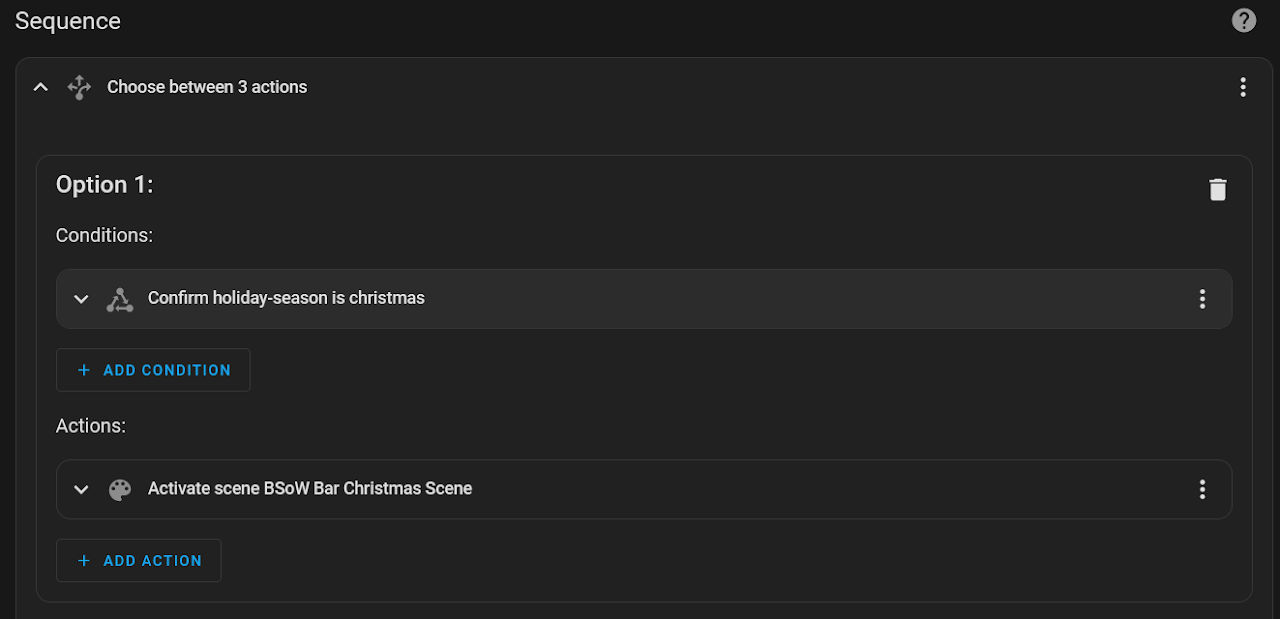 Sequence
Choose between 3 actions
Option 1:
Conditions:
Confirm holiday-season is christmas
+ ADD CONDITION
Actions:
Activate scene BSoW Bar Christmas Scene
+ ADD ACTION